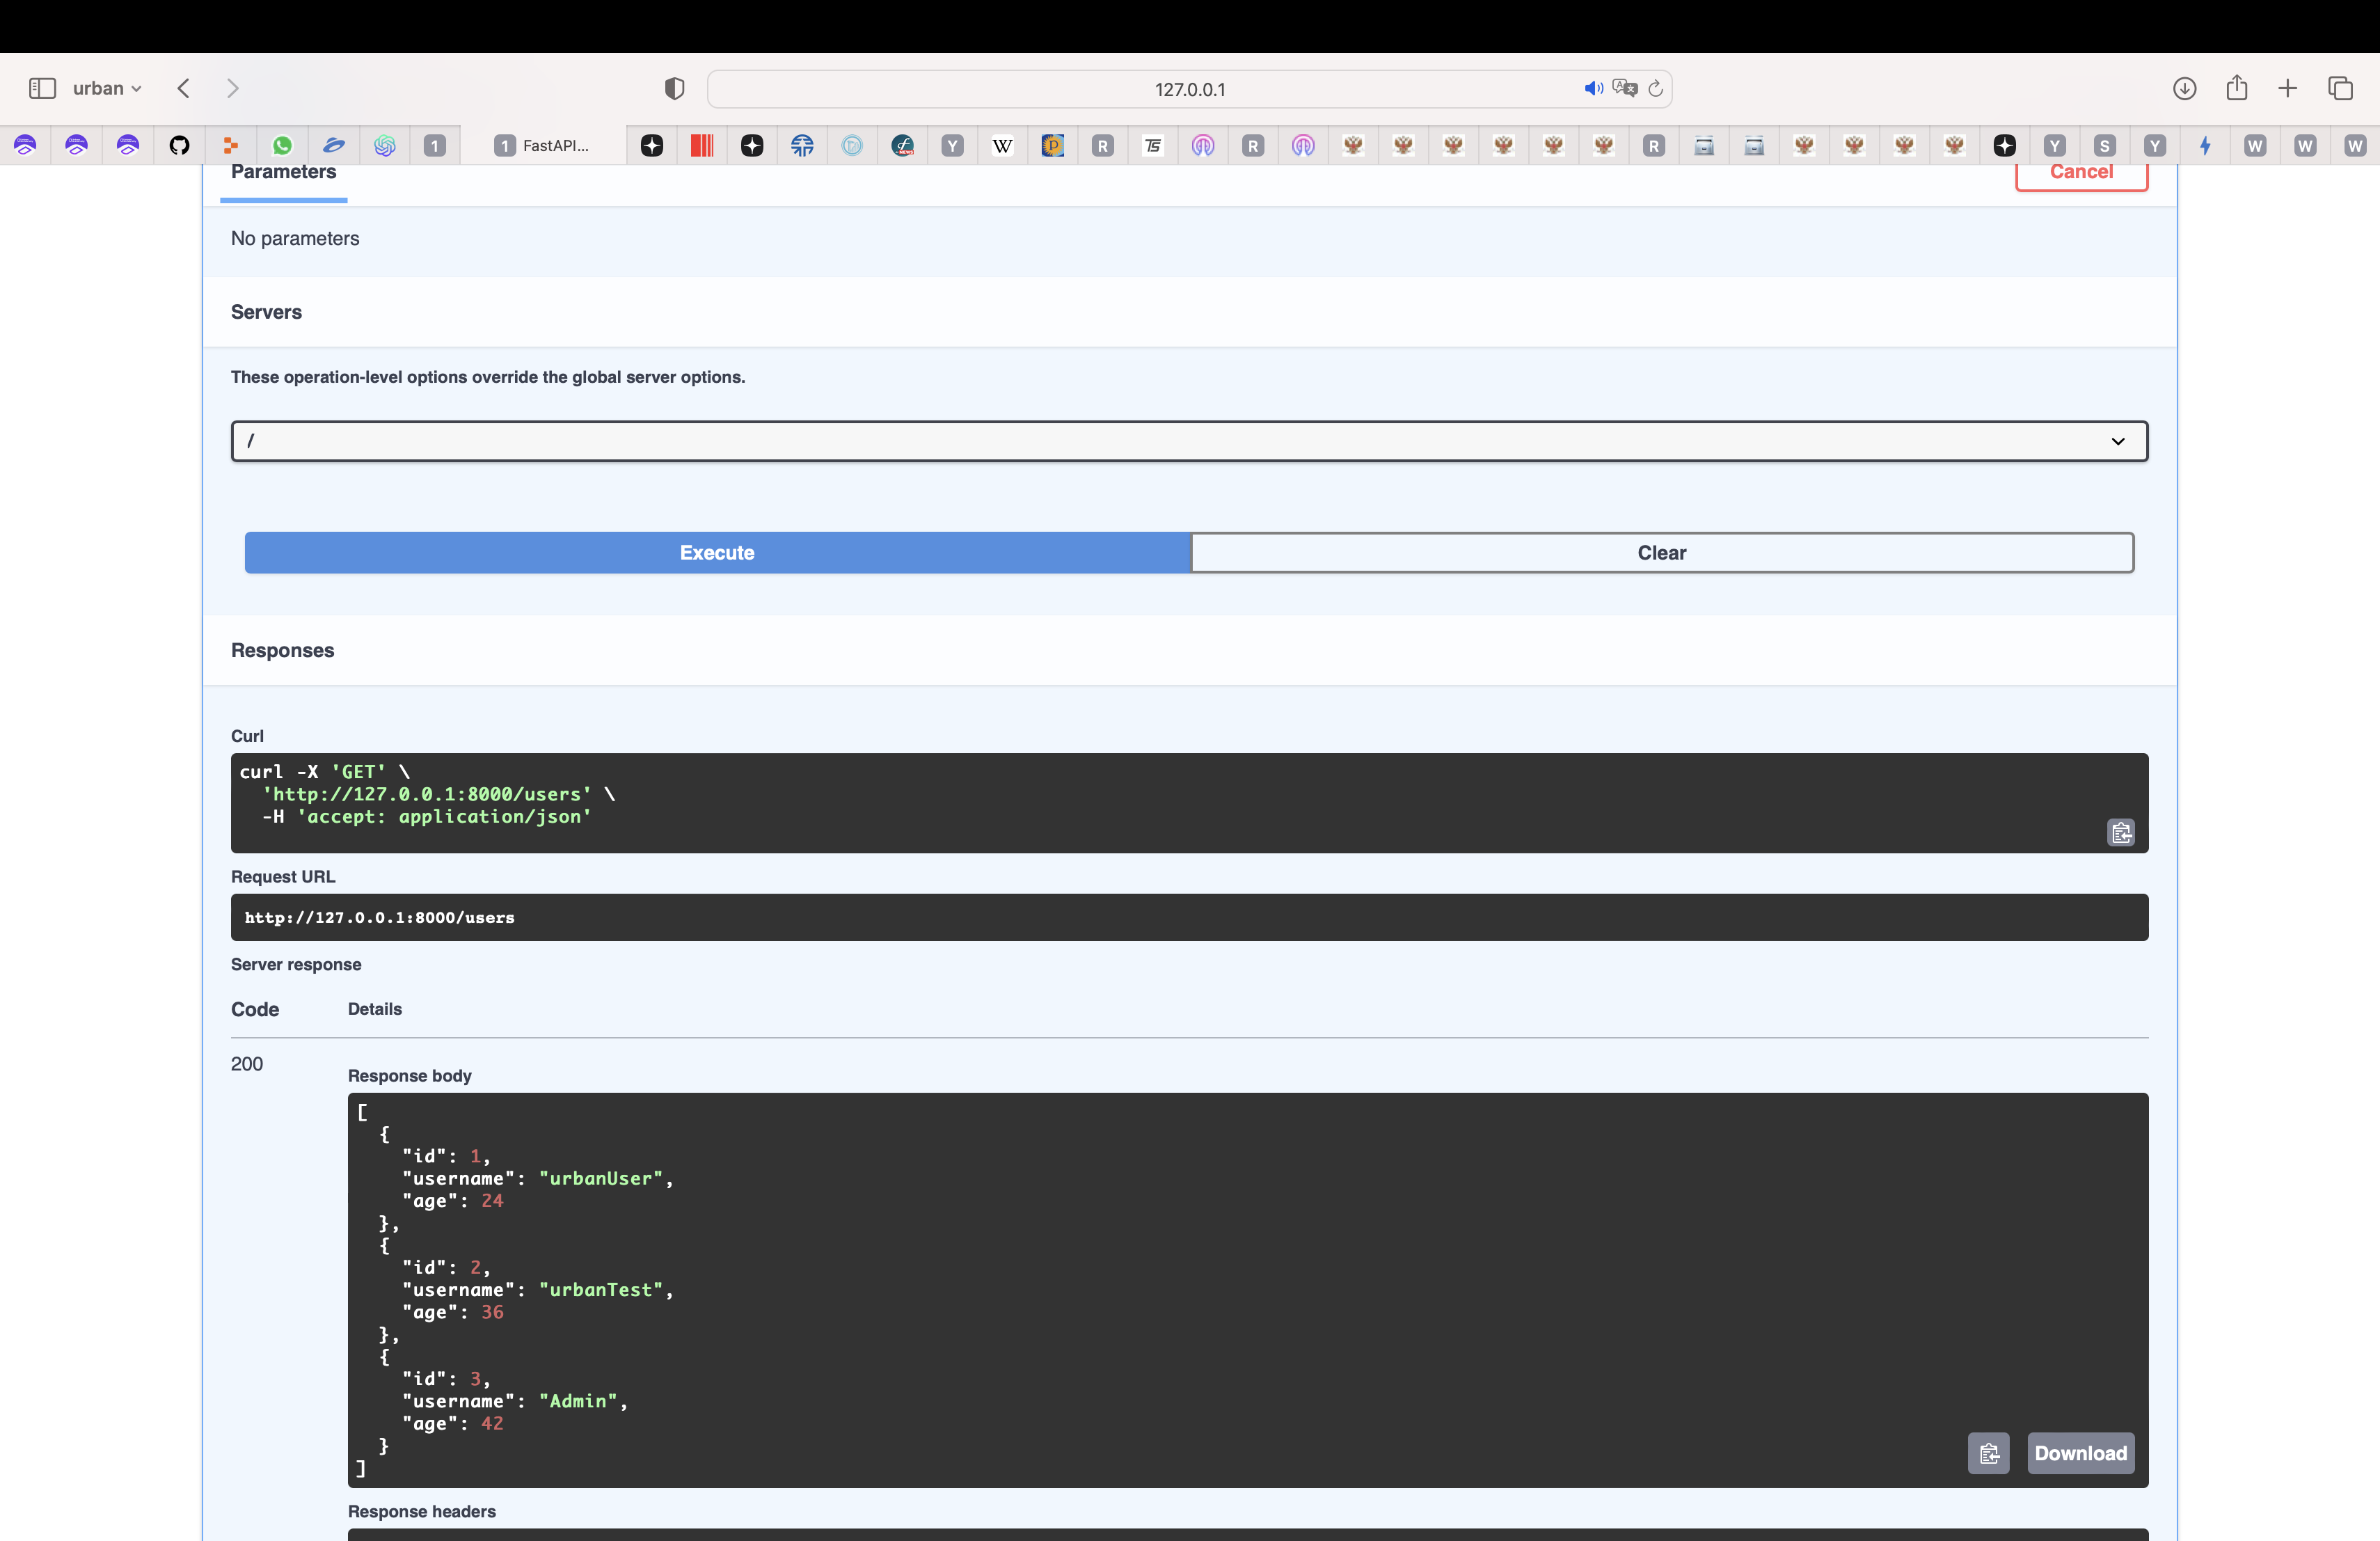 urban
127.0.0.1
1
1 FastAPI...
Y
W
P
R
TS
R
R
Y
S
Y
W
W
W
Parameters
Cancel
No parameters
Servers
These operation-level options override the global server options.
/
Execute
Clear
Responses
Curl
curl -X 'GET' \
'http://127.0.0.1:8000/users' \
-H 'accept: application/json'
Request URL
http://127.0.0.1:8000/users
Server response
Code Details
200
Response body
[
{
"id": 1,
"username": "urbanUser",
"age": 24
},
{
"id": 2,
"username": "urbanTest",
"age": 36
},
{
"id": 3,
"username": "Admin",
"age": 42
}
]
Download
Response headers